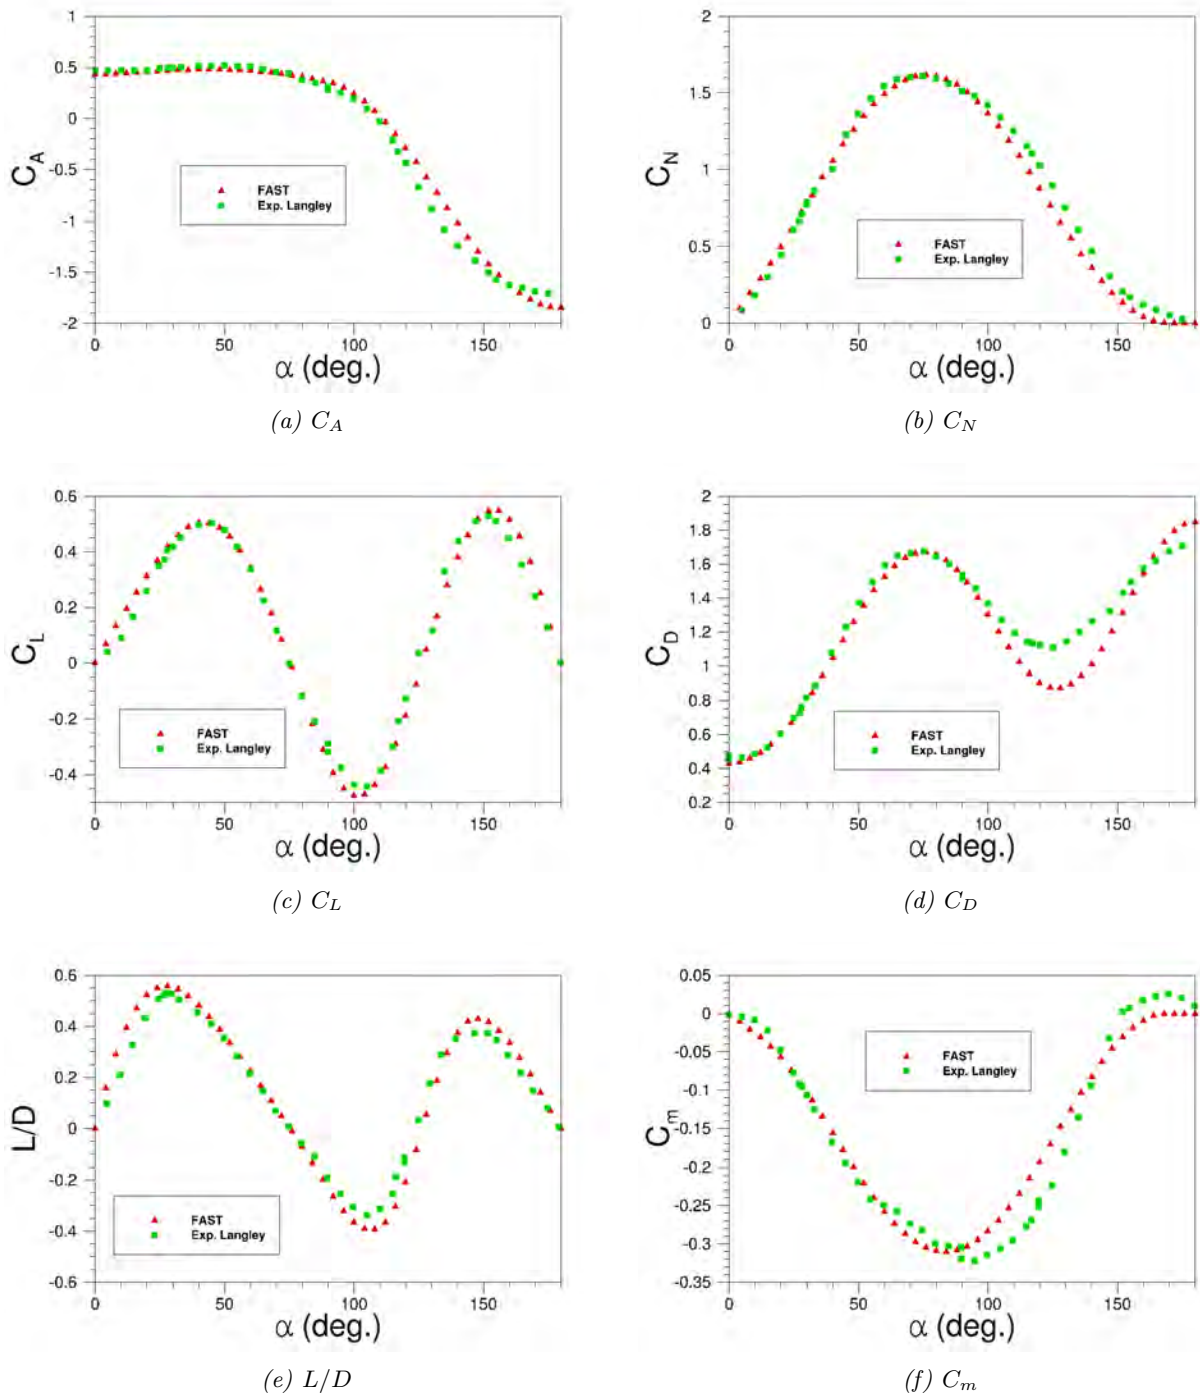 1
0.5
0
-0.5
-1
-1.5
-2
C_A
FAST
Exp. Langley
0 50 100 150
α (deg.)
(a) C_A
2
1.5
1
0.5
0
C_N
FAST
Exp. Langley
0 50 100 150
α (deg.)
(b) C_N
0.6
0.4
0.2
0
-0.2
-0.4
C_L
FAST
Exp. Langley
0 50 100 150
α (deg.)
(c) C_L
2
1.8
1.6
1.4
1.2
1
0.8
0.6
0.4
0.2
C_D
FAST
Exp. Langley
0 50 100 150
α (deg.)
(d) C_D
0.6
0.4
0.2
0
-0.2
-0.4
-0.6
L/D
FAST
Exp. Langley
0 50 100 150
α (deg.)
(e) L/D
0.05
0
-0.05
-0.1
-0.15
-0.2
-0.25
-0.3
-0.35
C_m
FAST
Exp. Langley
0 50 100 150
α (deg.)
(f) C_m